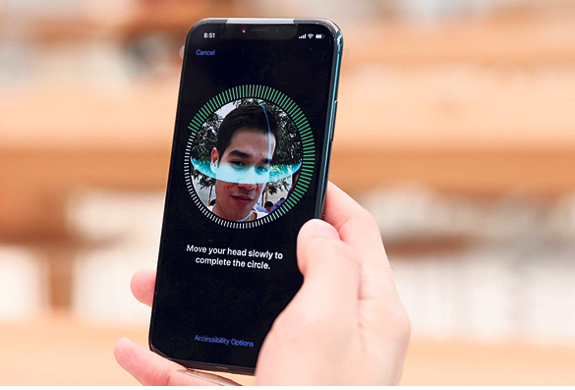 8:51
Cancel
Move your head slowly to
complete the circle.
Accessibility Options